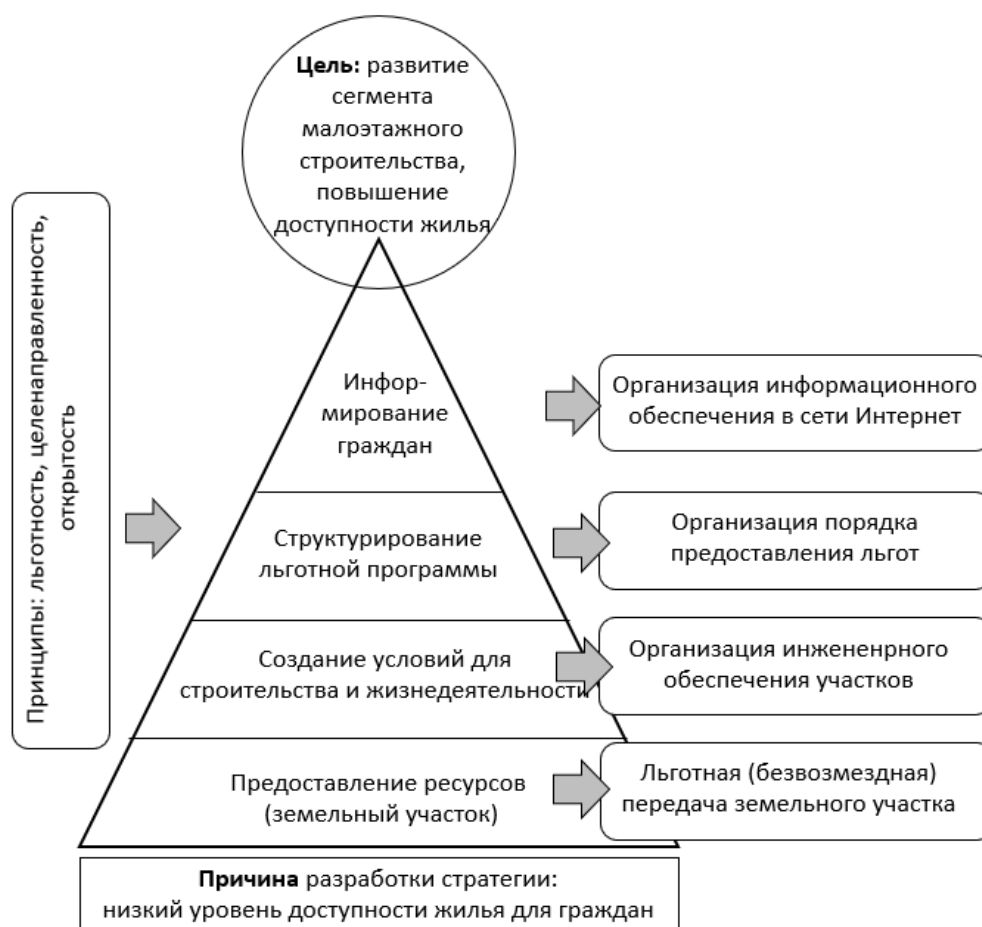 Цель: развитие
сегмента
малоэтажного
строительства,
повышение
доступности жилья
Принципы: льготность, целенаправленность,
открытость
Инфор-
мирование
граждан
Организация информационного
обеспечения в сети Интернет
Структурирование
льготной программы
Организация порядка
предоставления льгот
Создание условий для
строительства и жизнедеятельности
Организация инжененрного
обеспечения участков
Предоставление ресурсов
(земельный участок)
Льготная (безвозмездная)
передача земельного участка
Причина разработки стратегии:
низкий уровень доступности жилья для граждан